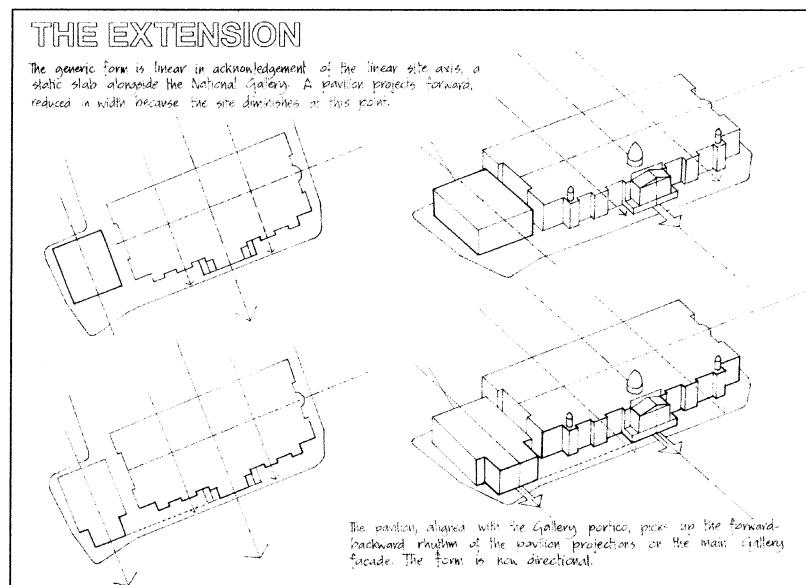 THE EXTENSION
The generic form is linear in acknowledgement of the linear site axis, a
static slab alongside the National Gallery. A pavilion projects forward,
reduced in width because the site diminishes at this point.
The pavilion, aligned with the Gallery portico, picks up the forward-
backward rhythm of the pavilion projections on the main Gallery
facade. The form is now directional.